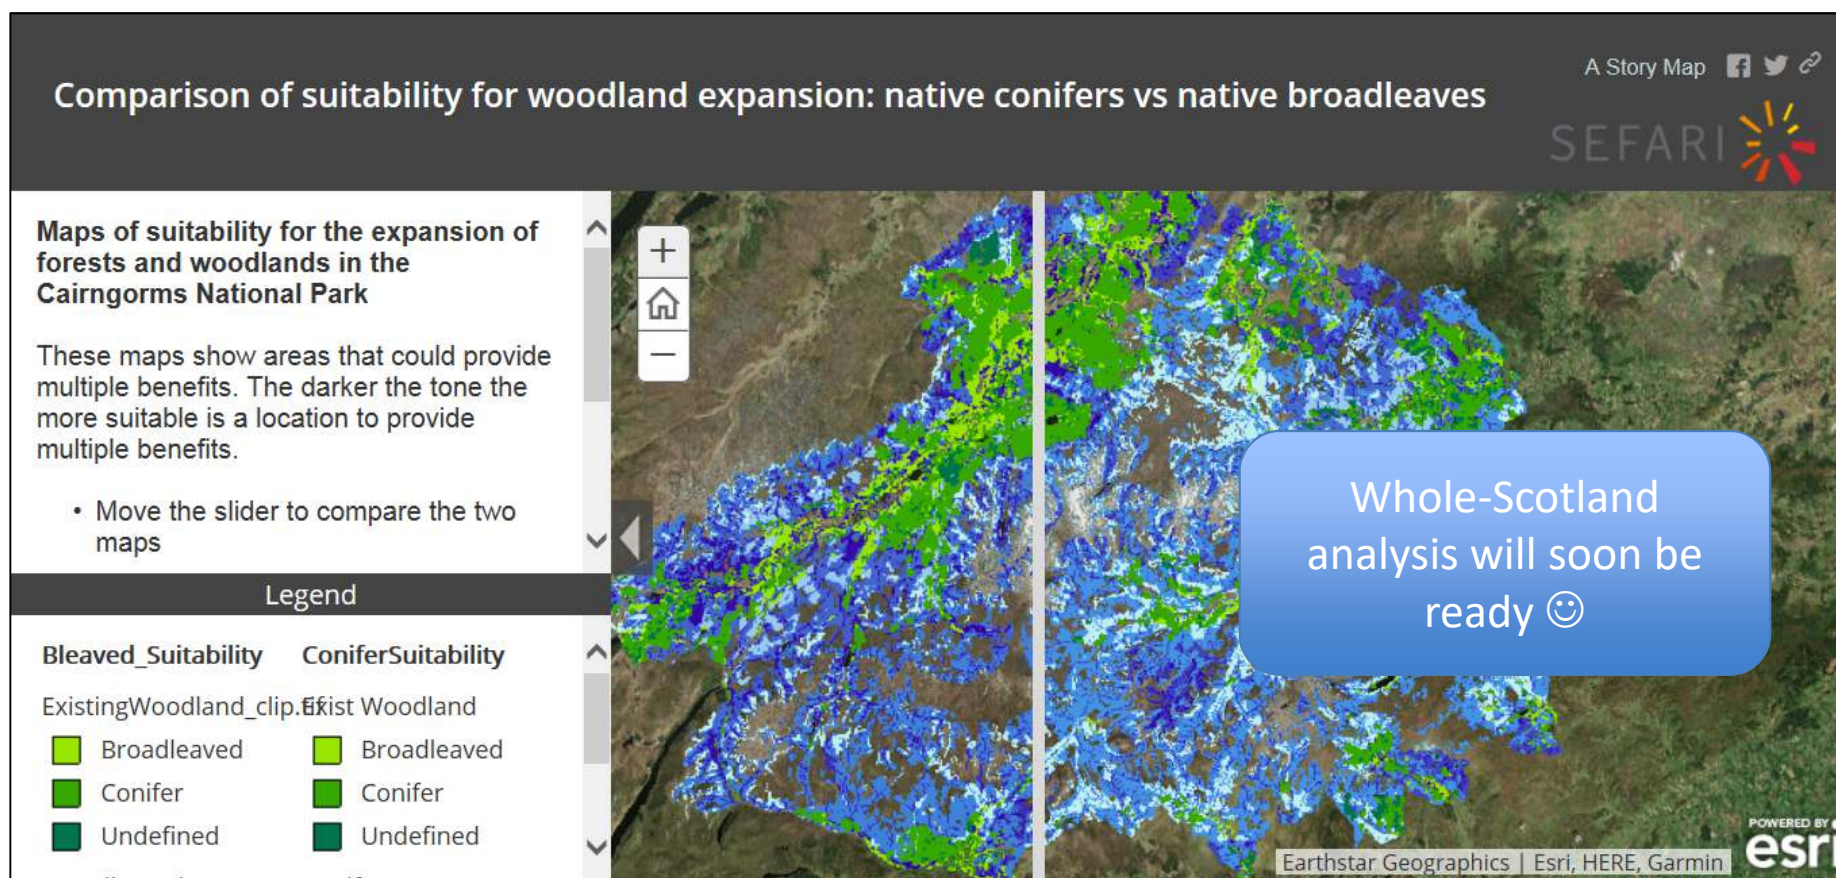 Comparison of suitability for woodland expansion: native conifers vs native broadleaves
A Story Map
SEFARI
Maps of suitability for the expansion of
forests and woodlands in the
Cairngorms National Park
These maps show areas that could provide
multiple benefits. The darker the tone the
more suitable is a location to provide
multiple benefits.
• Move the slider to compare the two
maps
Legend
Bleaved_Suitability ConiferSuitability
ExistingWoodland_clip.tif Exist Woodland
Broadleaved Broadleaved
Conifer Conifer
Undefined Undefined
Whole-Scotland
analysis will soon be
ready ☺
Earthstar Geographics | Esri, HERE, Garmin
POWERED BY
esri